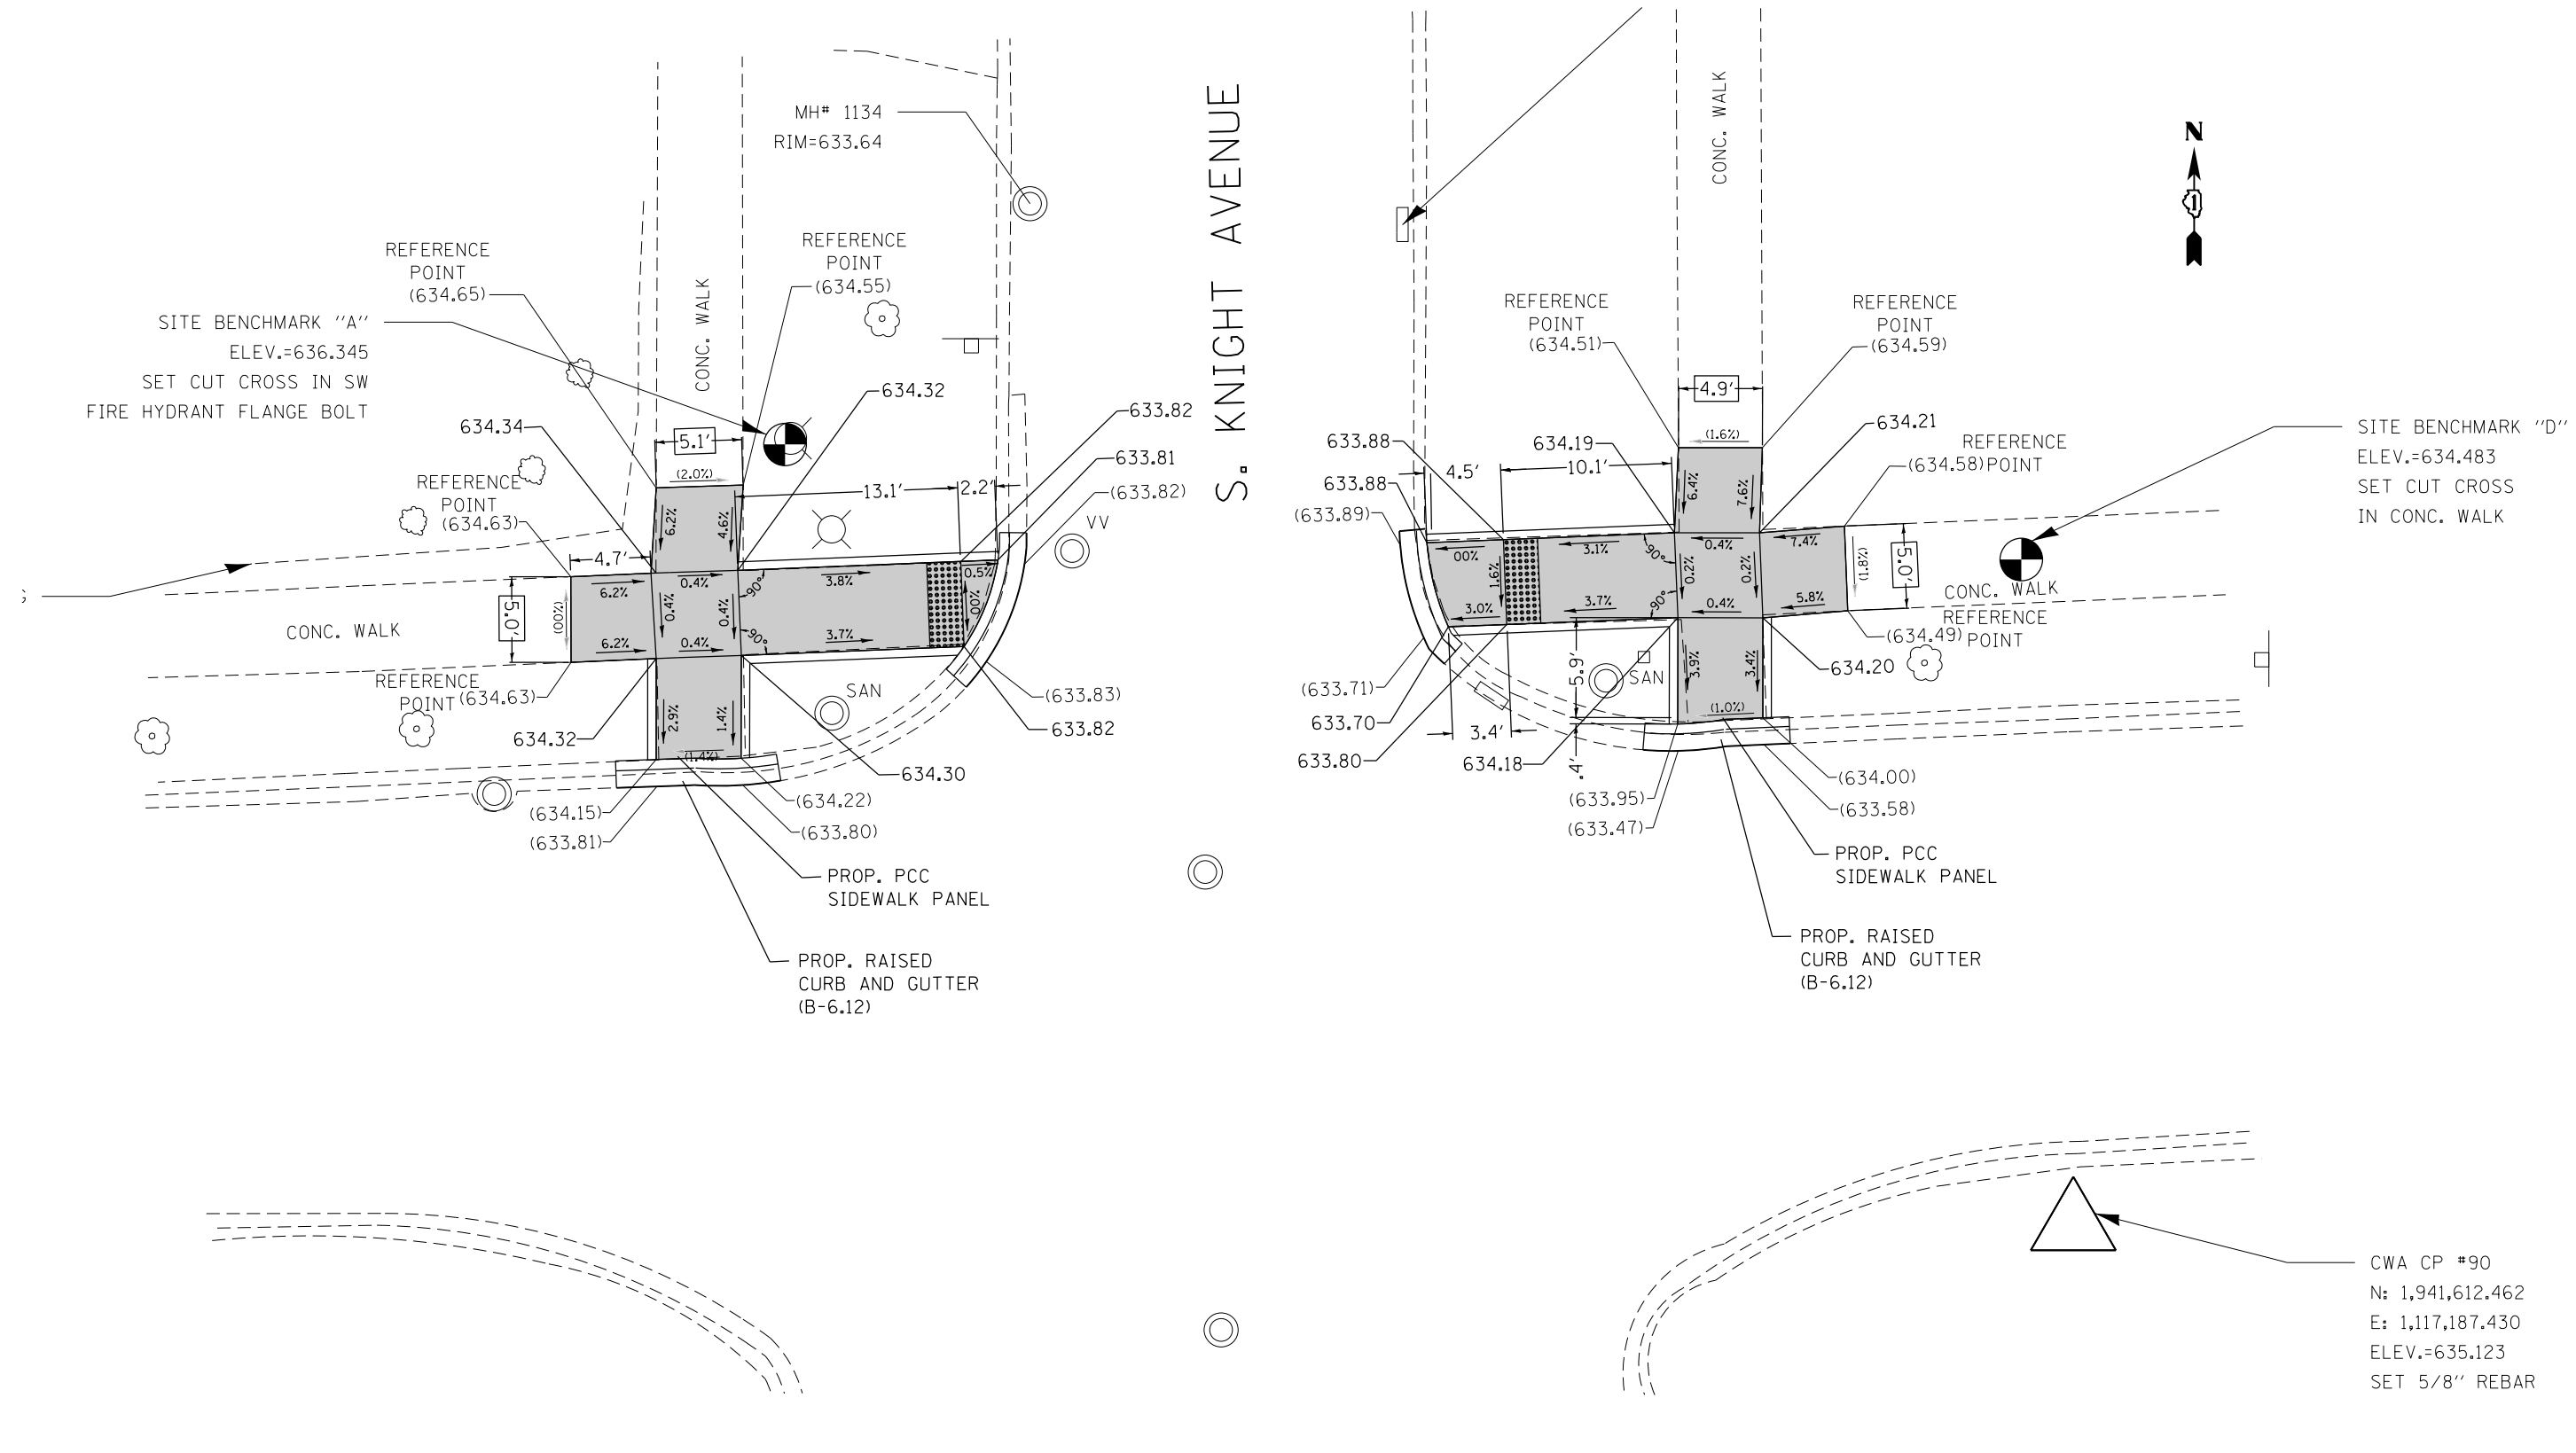 MH# 1134
RIM=633.64
REFERENCE
POINT
(634.65)
REFERENCE
POINT
(634.55)
SITE BENCHMARK "A"
ELEV.=636.345
SET CUT CROSS IN SW
FIRE HYDRANT FLANGE BOLT
CONC. WALK
634.34
634.32
5.1'
(2.0%)
REFERENCE
POINT
(634.63)
4.7'
5.0'
(00%)
6.2%
6.2%
6.2%
4.6%
0.4%
0.4%
0.4%
0.4%
90°
90°
13.1'
2.2'
3.8%
3.7%
0.5%
00%
633.82
633.81
(633.82)
VV
CONC. WALK
REFERENCE
POINT
(634.63)
634.32
2.9%
1.4%
(1.4%)
SAN
(633.83)
633.82
634.30
(634.15)
(633.81)
(634.22)
(633.80)
PROP. PCC
SIDEWALK PANEL
PROP. RAISED
CURB AND GUTTER
(B-6.12)
S. KNIGHT AVENUE
CONC. WALK
N
1
REFERENCE
POINT
(634.51)
REFERENCE
POINT
(634.59)
4.9'
(1.6%)
633.88
633.88
(633.89)
4.5'
10.1'
634.19
634.21
REFERENCE
(634.58) POINT
6.4%
7.6%
7.4%
(1.8%)
5.0'
00%
1.6%
3.0%
3.1%
3.7%
90°
90°
0.4%
0.2%
0.2%
0.4%
5.8%
CONC. WALK
REFERENCE
POINT
(634.49)
SITE BENCHMARK "D"
ELEV.=634.483
SET CUT CROSS
IN CONC. WALK
(633.71)
633.70
633.80
3.4'
5.9'
.4'
SAN
634.18
3.9%
3.4%
(1.0%)
634.20
(633.95)
(633.47)
(634.00)
(633.58)
PROP. PCC
SIDEWALK PANEL
PROP. RAISED
CURB AND GUTTER
(B-6.12)
CWA CP #90
N: 1,941,612.462
E: 1,117,187.430
ELEV.=635.123
SET 5/8" REBAR